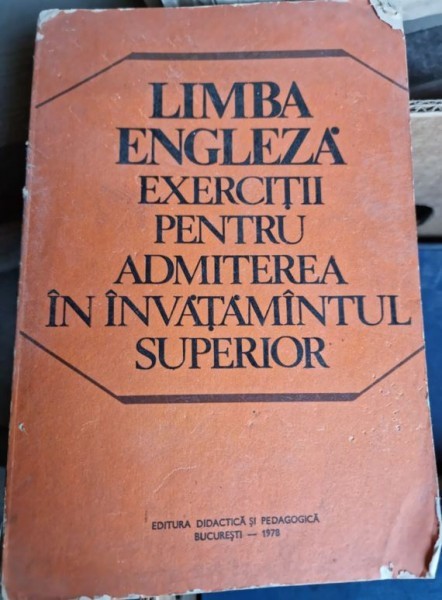 LIMBA
ENGLEZĂ
EXERCIȚII
PENTRU
ADMITEREA
ÎN ÎNVĂȚĂMÎNTUL
SUPERIOR
EDITURA DIDACTICĂ ȘI PEDAGOGICĂ
BUCUREȘTI — 1978